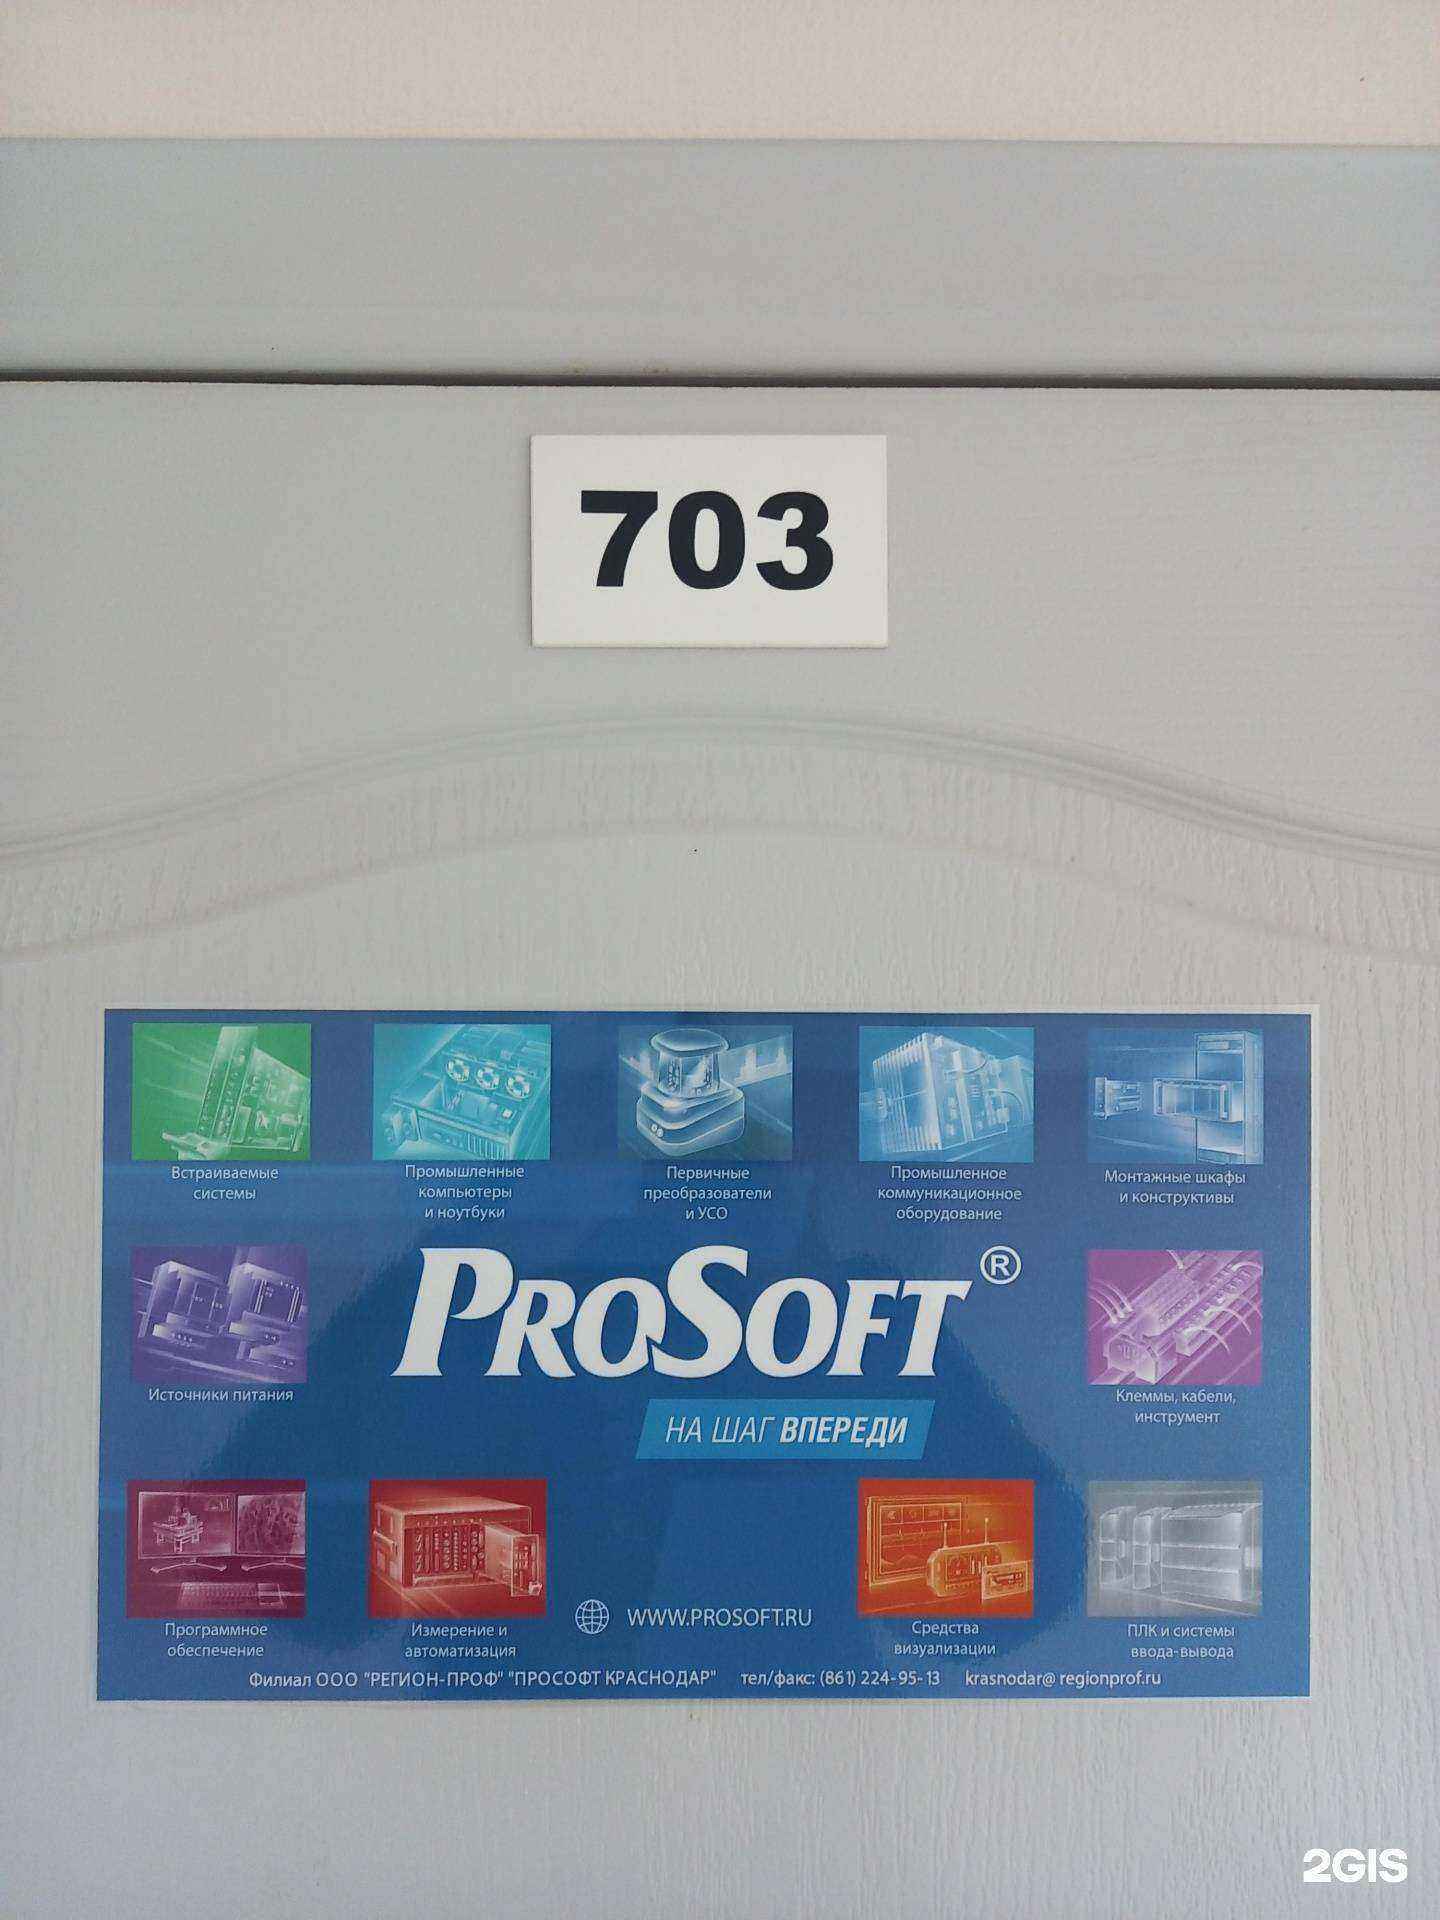 703
Встраиваемые
системы
Промышленные
компьютеры
и ноутбуки
Первичные
преобразователи
и УСО
Промышленное
коммуникационное
оборудование
Монтажные шкафы
и конструктивы
Источники питания
PROSOFT®
НА ШАГ ВПЕРЕДИ
Клеммы, кабели,
инструмент
Программное
обеспечение
Измерение и
автоматизация
WWW.PROSOFT.RU
Средства
визуализации
ПЛК и системы
ввода-вывода
Филиал ООО "РЕГИОН-ПРОФ" "ПРОСОФТ КРАСНОДАР" тел/факс: (861) 224-95-13 krasnodar@regionprof.ru
2GIS